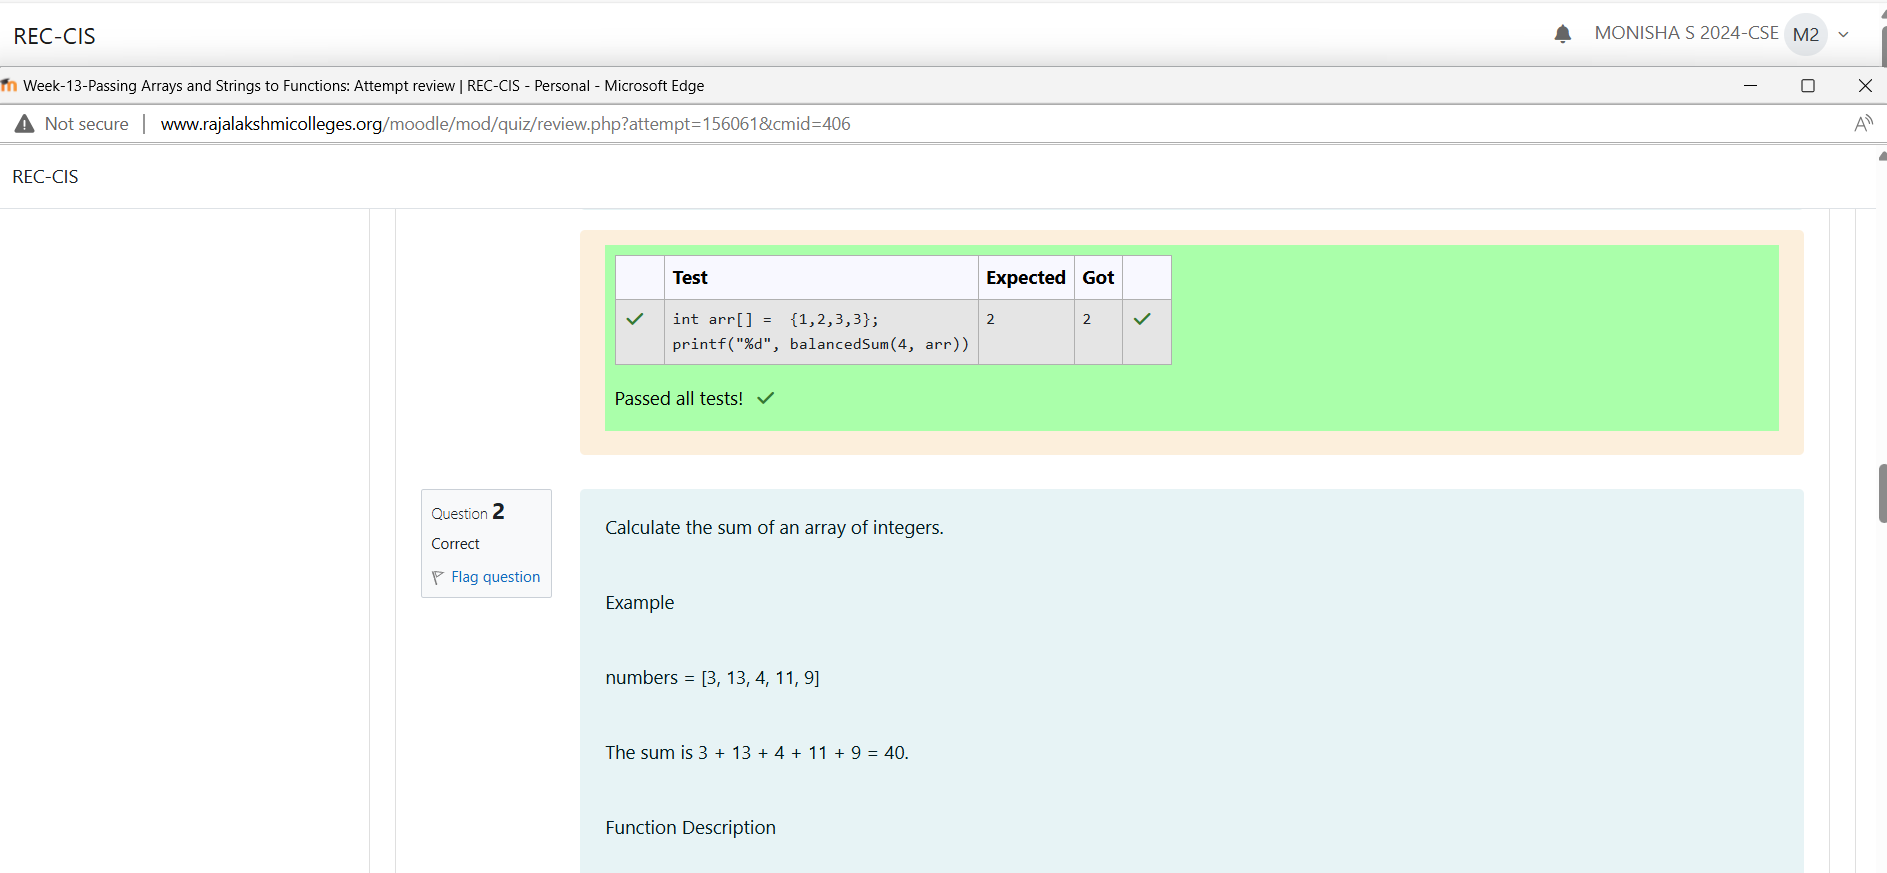 REC-CIS
MONISHA S 2024-CSE M2
Week-13-Passing Arrays and Strings to Functions: Attempt review | REC-CIS - Personal - Microsoft Edge
Not secure | www.rajalakshmicolleges.org/moodle/mod/quiz/review.php?attempt=156061&cmid=406
REC-CIS
Test Expected Got
int arr[] =  {1,2,3,3}; 2 2
printf("%d", balancedSum(4, arr))
Passed all tests!
Question 2
Correct
Flag question
Calculate the sum of an array of integers.
Example
numbers = [3, 13, 4, 11, 9]
The sum is 3 + 13 + 4 + 11 + 9 = 40.
Function Description